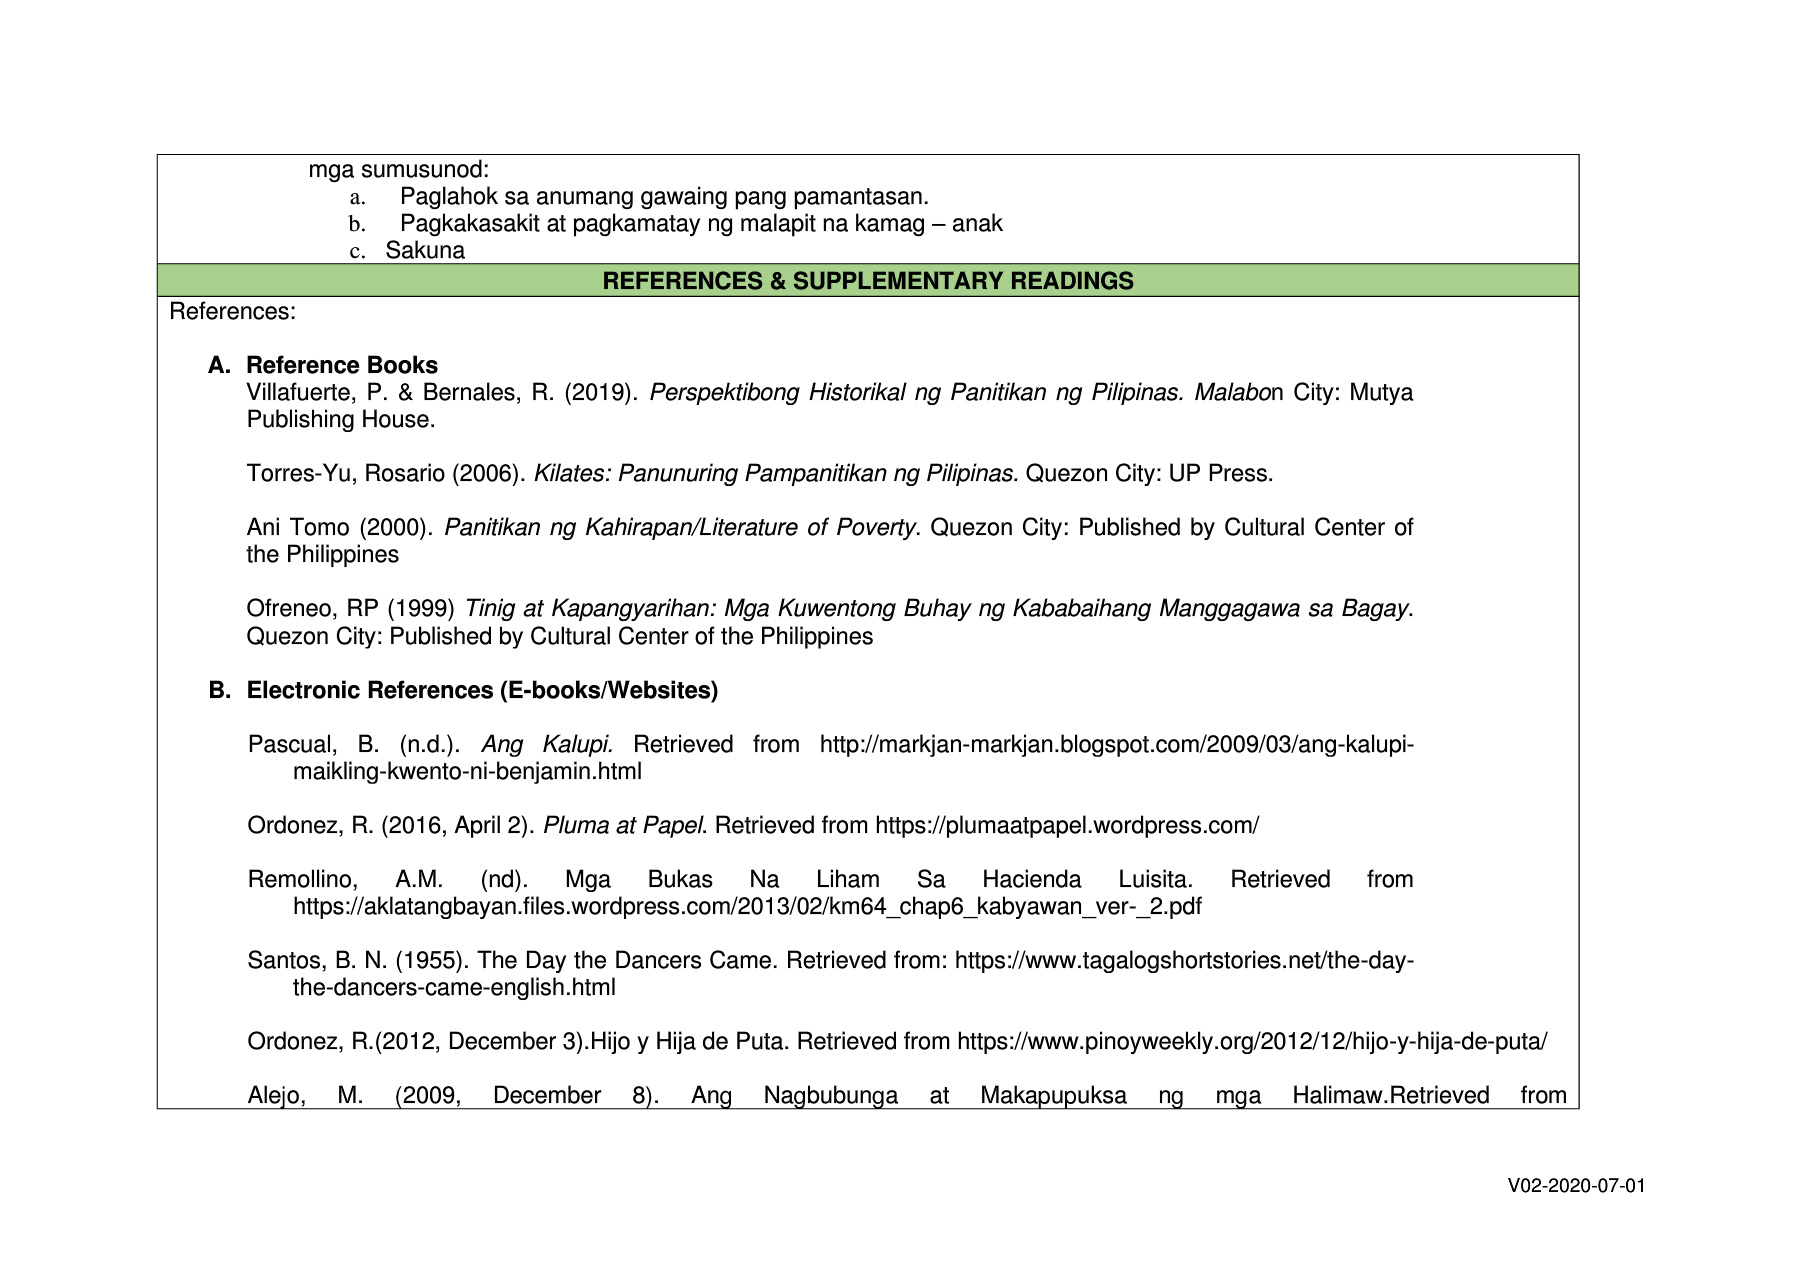 mga sumusunod:
a. Paglahok sa anumang gawaing pang pamantasan.
b. Pagkakasakit at pagkamatay ng malapit na kamag – anak
c. Sakuna
REFERENCES & SUPPLEMENTARY READINGS
References:
A. Reference Books
Villafuerte, P. & Bernales, R. (2019). Perspektibong Historikal ng Panitikan ng Pilipinas. Malabon City: Mutya
Publishing House.
Torres-Yu, Rosario (2006). Kilates: Panunuring Pampanitikan ng Pilipinas. Quezon City: UP Press.
Ani Tomo (2000). Panitikan ng Kahirapan/Literature of Poverty. Quezon City: Published by Cultural Center of
the Philippines
Ofreneo, RP (1999) Tinig at Kapangyarihan: Mga Kuwentong Buhay ng Kababaihang Manggagawa sa Bagay.
Quezon City: Published by Cultural Center of the Philippines
B. Electronic References (E-books/Websites)
Pascual, B. (n.d.). Ang Kalupi. Retrieved from http://markjan-markjan.blogspot.com/2009/03/ang-kalupi-
maikling-kwento-ni-benjamin.html
Ordonez, R. (2016, April 2). Pluma at Papel. Retrieved from https://plumaatpapel.wordpress.com/
Remollino, A.M. (nd). Mga Bukas Na Liham Sa Hacienda Luisita. Retrieved from
https://aklatangbayan.files.wordpress.com/2013/02/km64_chap6_kabyawan_ver-_2.pdf
Santos, B. N. (1955). The Day the Dancers Came. Retrieved from: https://www.tagalogshortstories.net/the-day-
the-dancers-came-english.html
Ordonez, R.(2012, December 3).Hijo y Hija de Puta. Retrieved from https://www.pinoyweekly.org/2012/12/hijo-y-hija-de-puta/
Alejo, M. (2009, December 8). Ang Nagbubunga at Makapupuksa ng mga Halimaw.Retrieved from
V02-2020-07-01